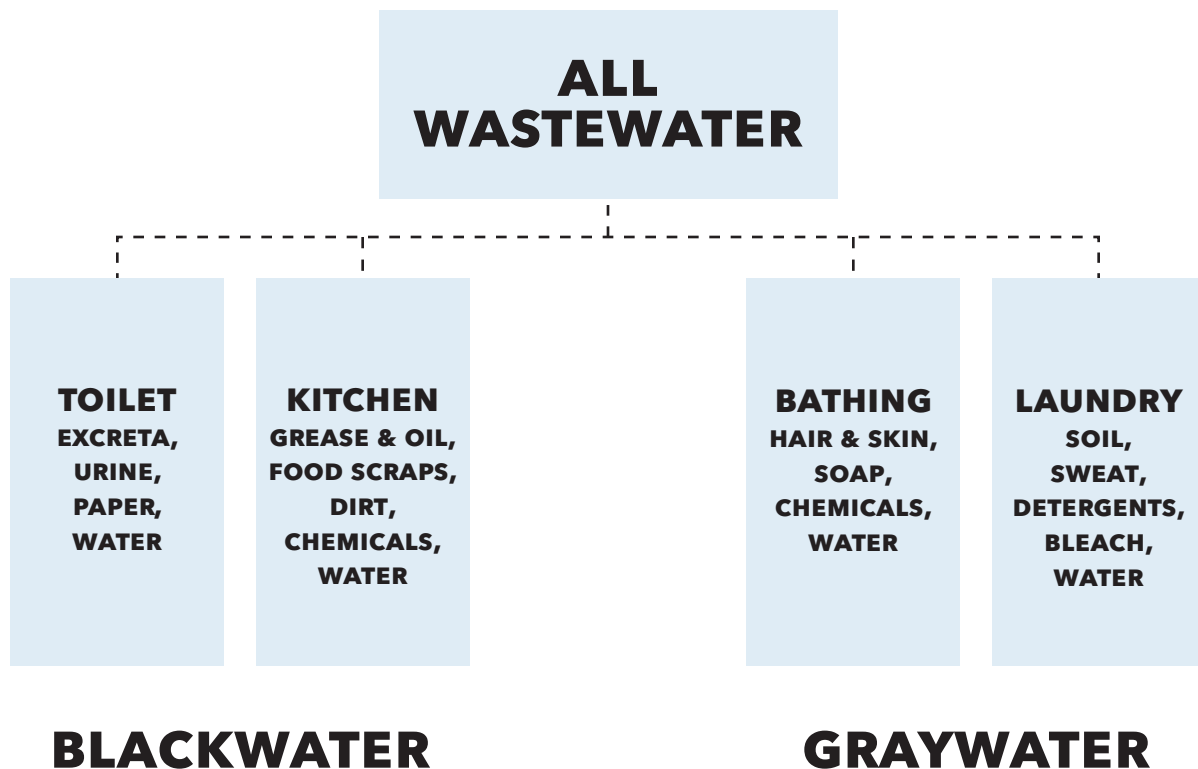 ALL
WASTEWATER
TOILET
EXCRETA,
URINE,
PAPER,
WATER
KITCHEN
GREASE & OIL,
FOOD SCRAPS,
DIRT,
CHEMICALS,
WATER
BATHING
HAIR & SKIN,
SOAP,
CHEMICALS,
WATER
LAUNDRY
SOIL,
SWEAT,
DETERGENTS,
BLEACH,
WATER
BLACKWATER
GRAYWATER